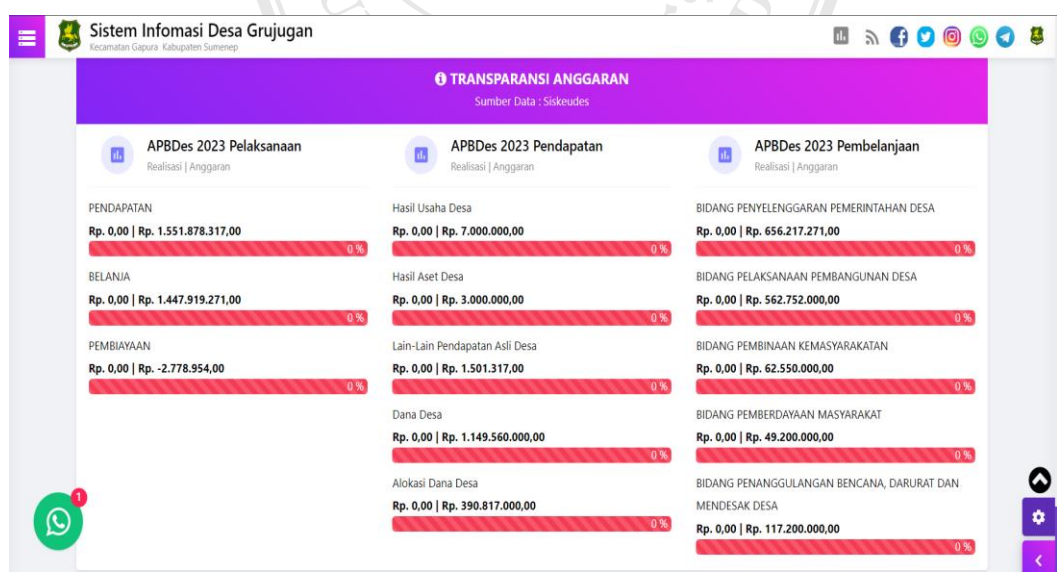 Sistem Infomasi Desa Grujugan
Kecamatan Gapura Kabupaten Sumenep
TRANSPARANSI ANGGARAN
Sumber Data : Siskeudes
APBDes 2023 Pelaksanaan
Realisasi | Anggaran
PENDAPATAN
Rp. 0,00 | Rp. 1.551.878.317,00
0 %
BELANJA
Rp. 0,00 | Rp. 1.447.919.271,00
0 %
PEMBIAYAAN
Rp. 0,00 | Rp. -2.778.954,00
0 %
APBDes 2023 Pendapatan
Realisasi | Anggaran
Hasil Usaha Desa
Rp. 0,00 | Rp. 7.000.000,00
0 %
Hasil Aset Desa
Rp. 0,00 | Rp. 3.000.000,00
0 %
Lain-Lain Pendapatan Asli Desa
Rp. 0,00 | Rp. 1.501.317,00
0 %
Dana Desa
Rp. 0,00 | Rp. 1.149.560.000,00
0 %
Alokasi Dana Desa
Rp. 0,00 | Rp. 390.817.000,00
0 %
APBDes 2023 Pembelanjaan
Realisasi | Anggaran
BIDANG PENYELENGGARAN PEMERINTAHAN DESA
Rp. 0,00 | Rp. 656.217.271,00
0 %
BIDANG PELAKSANAAN PEMBANGUNAN DESA
Rp. 0,00 | Rp. 562.752.000,00
0 %
BIDANG PEMBINAAN KEMASYARAKATAN
Rp. 0,00 | Rp. 62.550.000,00
0 %
BIDANG PEMBERDAYAAN MASYARAKAT
Rp. 0,00 | Rp. 49.200.000,00
0 %
BIDANG PENANGGULANGAN BENCANA, DARURAT DAN
MENDESAK DESA
Rp. 0,00 | Rp. 117.200.000,00
0 %
1